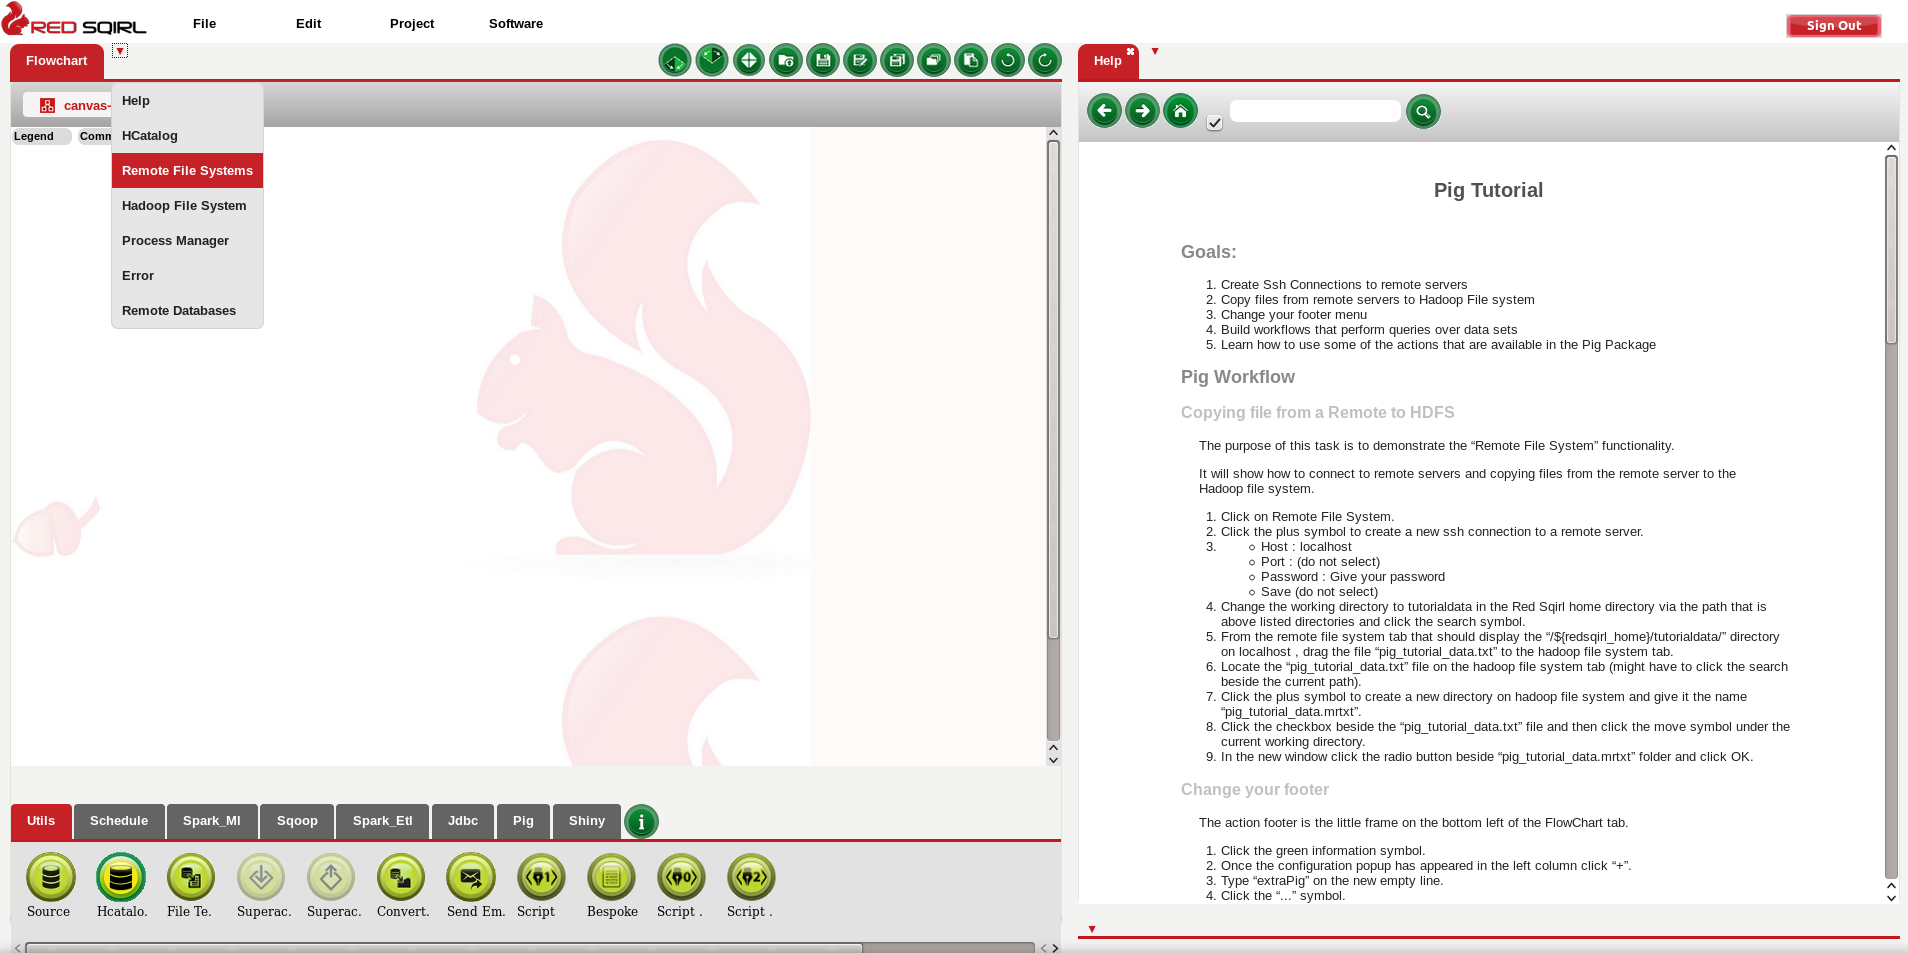 RED SQIRL
File
Edit
Project
Software
Sign Out
Flowchart
Help
canvas-
Legend
Comm
Help
HCatalog
Remote File Systems
Hadoop File System
Process Manager
Error
Remote Databases
Pig Tutorial
Goals:
1. Create Ssh Connections to remote servers
2. Copy files from remote servers to Hadoop File system
3. Change your footer menu
4. Build workflows that perform queries over data sets
5. Learn how to use some of the actions that are available in the Pig Package
Pig Workflow
Copying file from a Remote to HDFS
The purpose of this task is to demonstrate the “Remote File System” functionality.
It will show how to connect to remote servers and copying files from the remote server to the
Hadoop file system.
1. Click on Remote File System.
2. Click the plus symbol to create a new ssh connection to a remote server.
3. ◦ Host : localhost
◦ Port : (do not select)
◦ Password : Give your password
◦ Save (do not select)
4. Change the working directory to tutorialdata in the Red Sqirl home directory via the path that is
above listed directories and click the search symbol.
5. From the remote file system tab that should display the “/${redsqirl_home}/tutorialdata/” directory
on localhost , drag the file “pig_tutorial_data.txt” to the hadoop file system tab.
6. Locate the “pig_tutorial_data.txt” file on the hadoop file system tab (might have to click the search
beside the current path).
7. Click the plus symbol to create a new directory on hadoop file system and give it the name
“pig_tutorial_data.mrtxt”.
8. Click the checkbox beside the “pig_tutorial_data.txt” file and then click the move symbol under the
current working directory.
9. In the new window click the radio button beside “pig_tutorial_data.mrtxt” folder and click OK.
Change your footer
The action footer is the little frame on the bottom left of the FlowChart tab.
1. Click the green information symbol.
2. Once the configuration popup has appeared in the left column click “+”.
3. Type “extraPig” on the new empty line.
4. Click the “...” symbol.
Utils
Schedule
Spark_Ml
Sqoop
Spark_Etl
Jdbc
Pig
Shiny
Source
Hcatalo.
File Te.
Superac.
Superac.
Convert.
Send Em.
Script
Bespoke
Script .
Script .